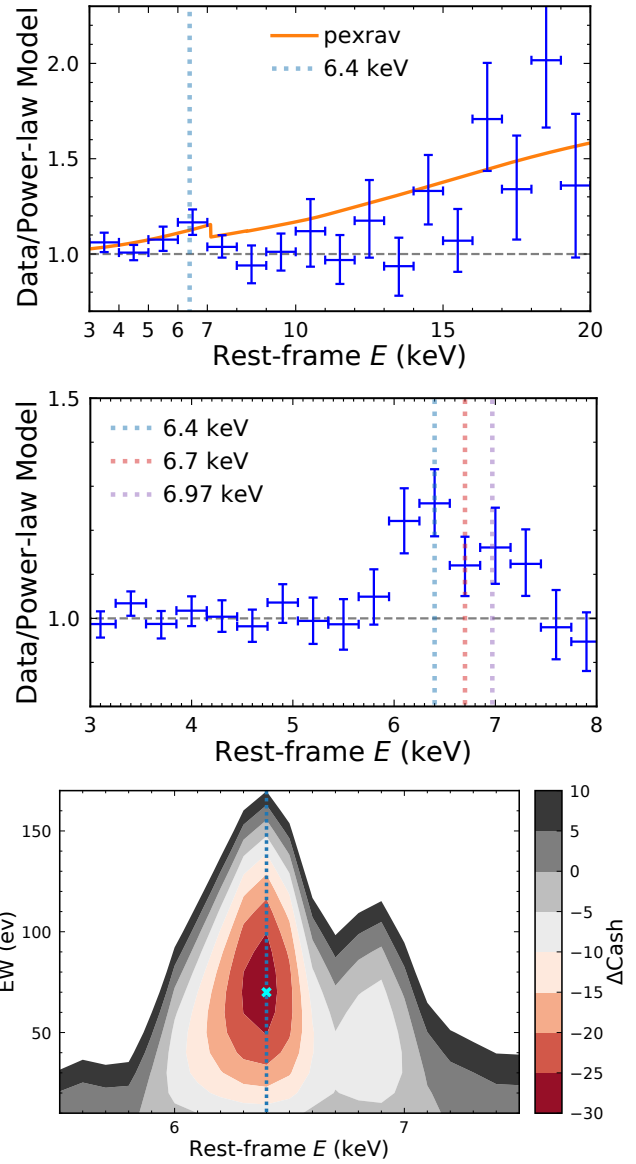 Data/Power-law Model
2.0
1.5
1.0
pexrav
6.4 keV
3 4 5 6 7 10 15 20
Rest-frame E (keV)
Data/Power-law Model
1.5
1.0
6.4 keV
6.7 keV
6.97 keV
3 4 5 6 7 8
Rest-frame E (keV)
EW (ev)
150
100
50
6 7
Rest-frame E (keV)
10
5
0
−5
−10
−15
−20
−25
−30
ΔCash